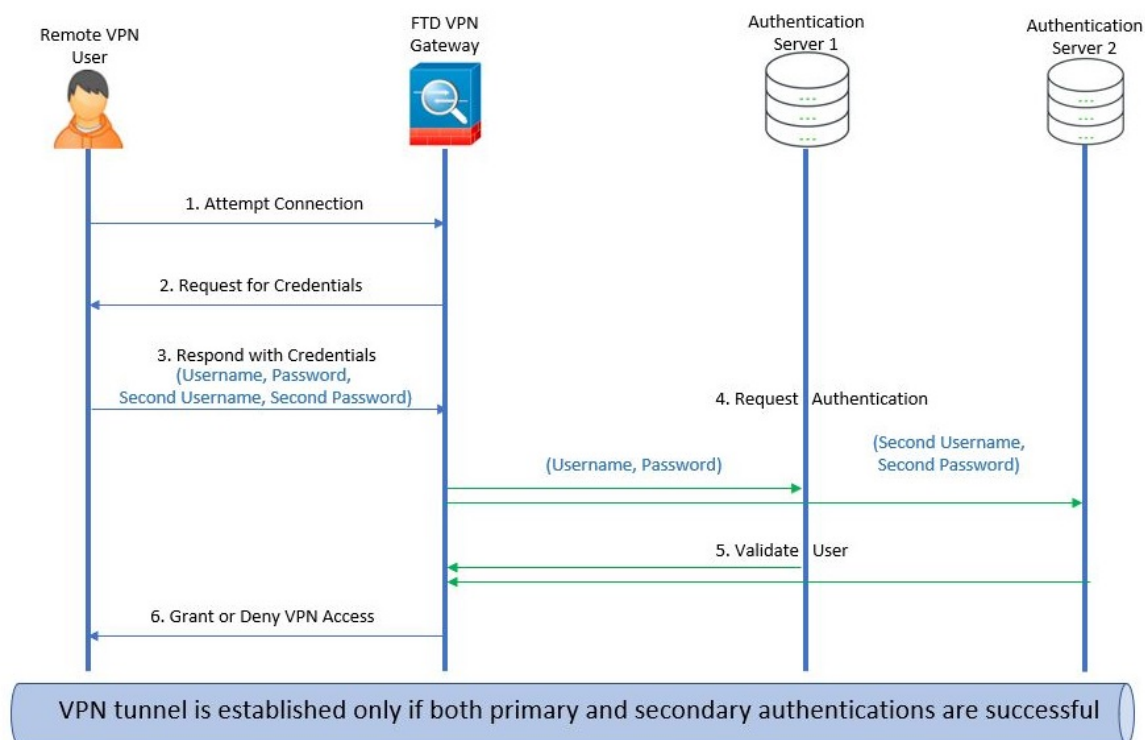 Remote VPN
User
FTD VPN
Gateway
Authentication
Server 1
Authentication
Server 2
1. Attempt Connection
2. Request for Credentials
3. Respond with Credentials
(Username, Password,
Second Username, Second Password)
4. Request Authentication
(Username, Password)
(Second Username,
Second Password)
5. Validate User
6. Grant or Deny VPN Access
VPN tunnel is established only if both primary and secondary authentications are successful